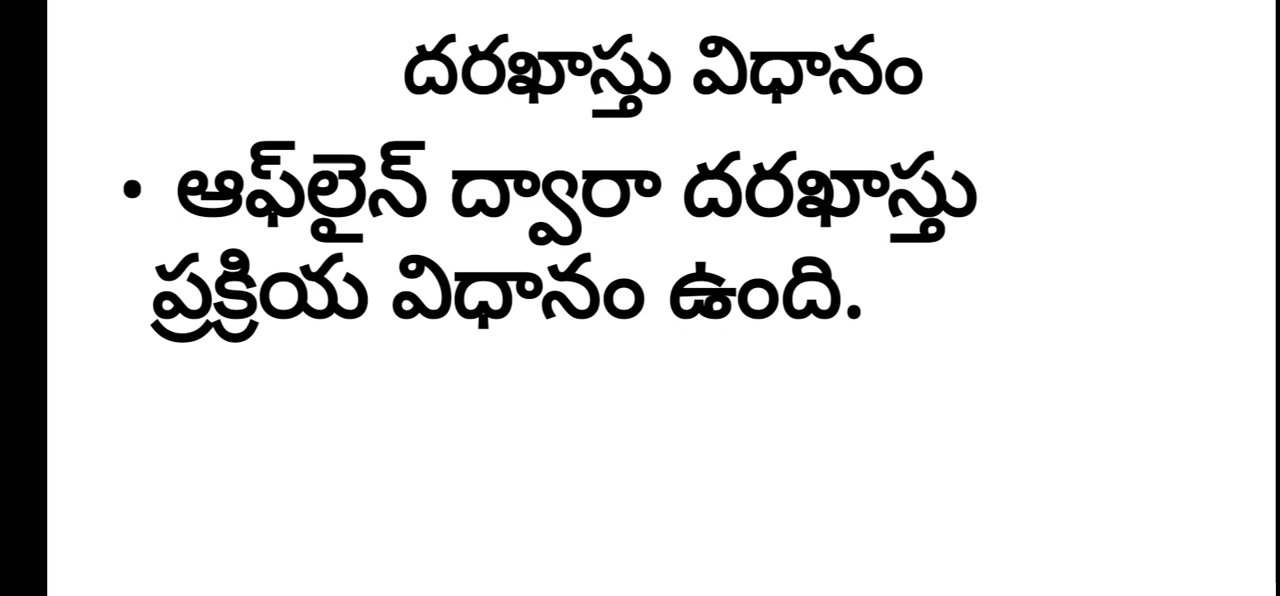 దరఖాస్తు విధానం
• ఆఫ్‌లైన్ ద్వారా దరఖాస్తు
ప్రక్రియ విధానం ఉంది.